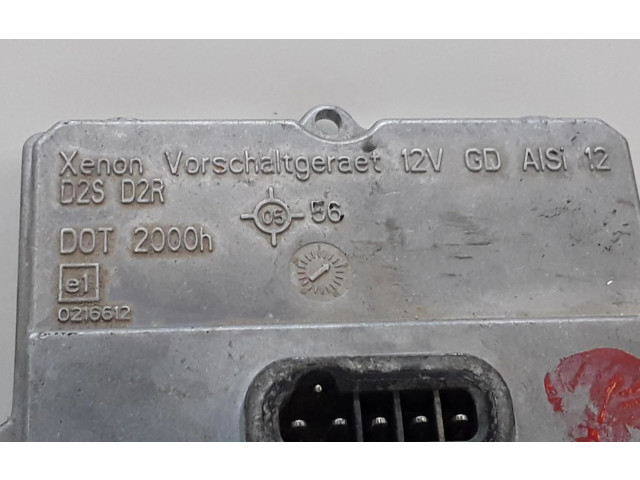 Xenon Vorschaltgeraet 12V GD AlSi 12
D2S D2R
05 56
DOT 2000h
e1
0216612